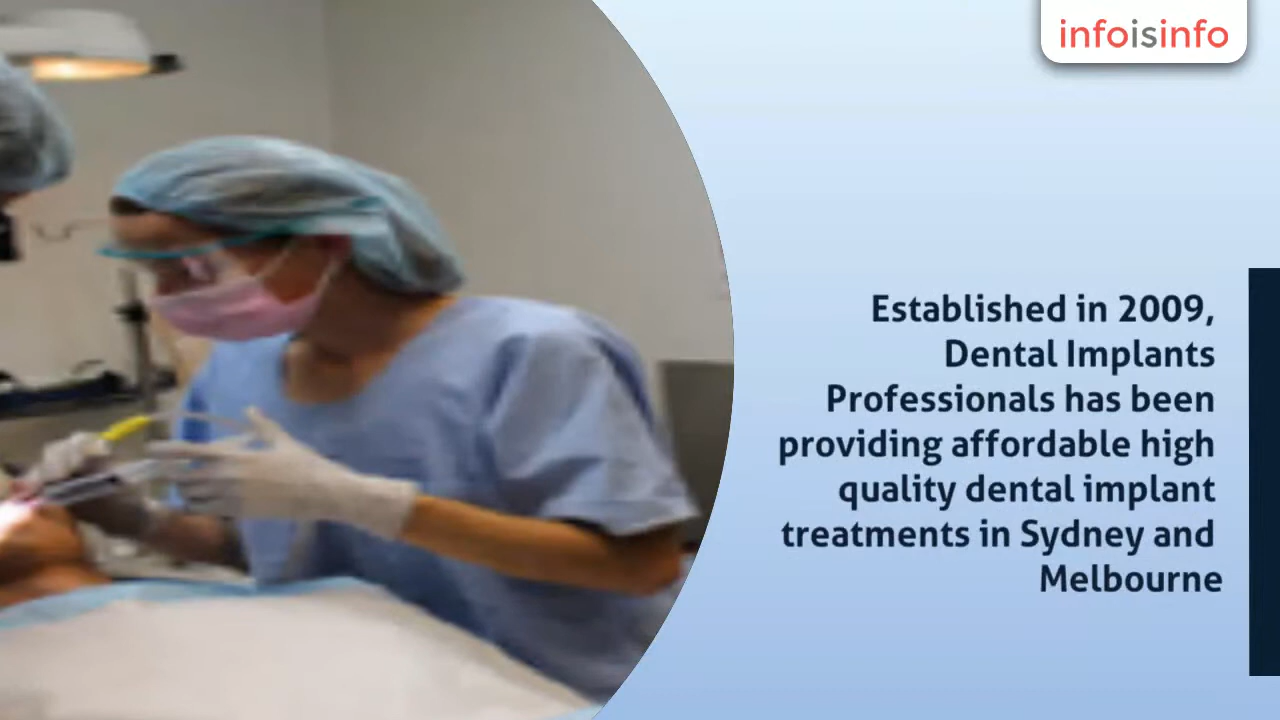 infoisinfo
Established in 2009,
Dental Implants
Professionals has been
providing affordable high
quality dental implant
treatments in Sydney and
Melbourne